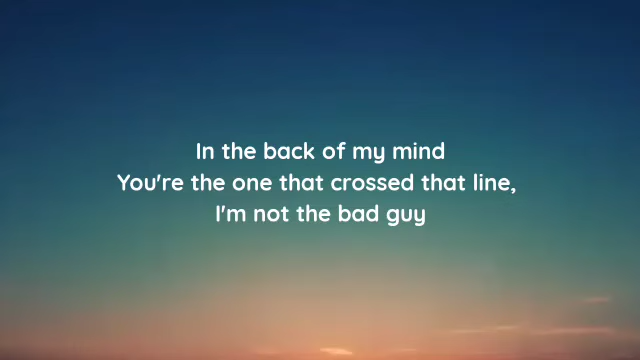 In the back of my mind
You're the one that crossed that line,
I'm not the bad guy